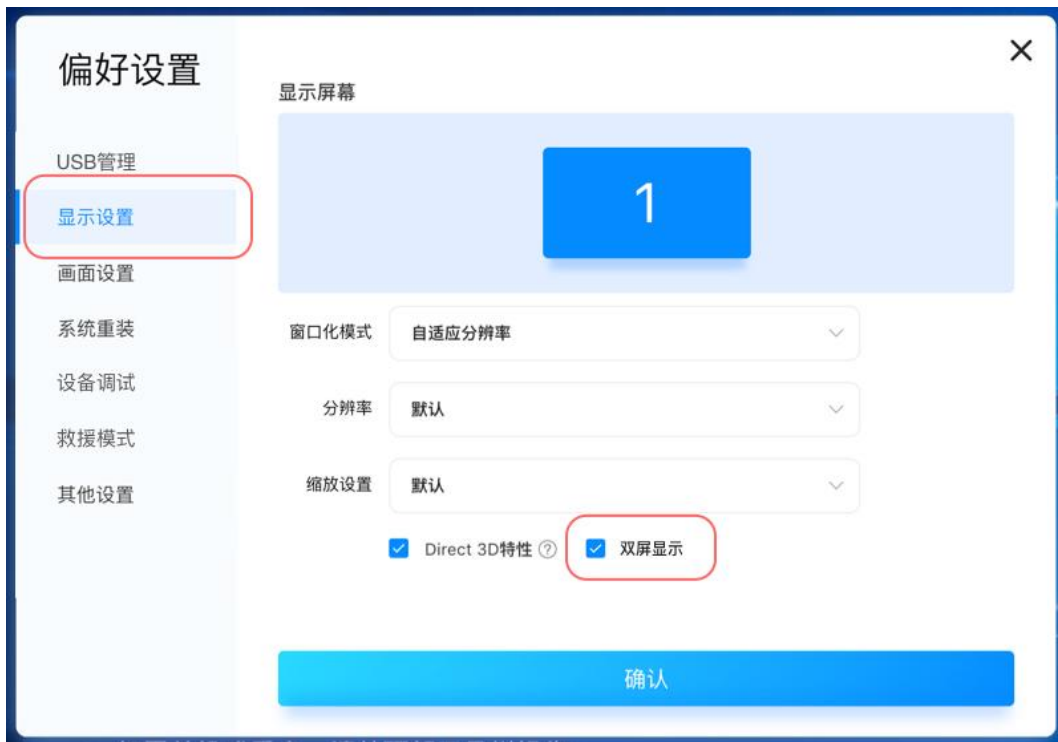 偏好设置
USB管理
显示设置
画面设置
系统重装
设备调试
救援模式
其他设置
显示屏幕
1
窗口化模式 自适应分辨率
分辨率 默认
缩放设置 默认
Direct 3D特性 ? 双屏显示
确认